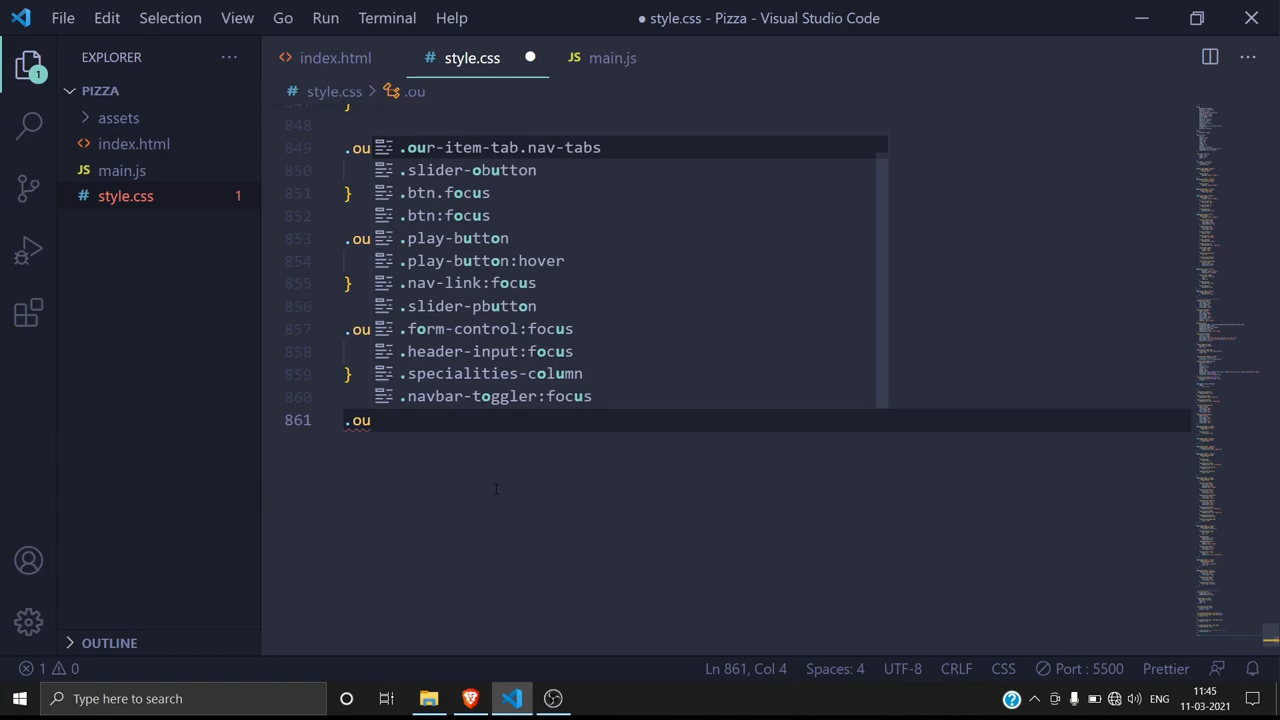 File Edit Selection View Go Run Terminal Help
● style.css - Pizza - Visual Studio Code
EXPLORER
index.html
# style.css
JS main.js
1
PIZZA
# style.css > .ou
assets
index.html
JS main.js
# style.css 1
}
848
849 .ou .our-item-tab.nav-tabs
850 .slider-obutton
851 } .btn.focus
852 .btn:focus
853 .ou .play-button
854 .play-button:hover
855 } .nav-link:focus
856 .slider-pbutton
857 .ou .form-control:focus
858 .header-input:focus
859 } .specialities-column
860 .navbar-toggler:focus
861 .ou
OUTLINE
1 0
Ln 861, Col 4 Spaces: 4 UTF-8 CRLF CSS Port : 5500 Prettier
Type here to search
ENG
11:45
11-03-2021